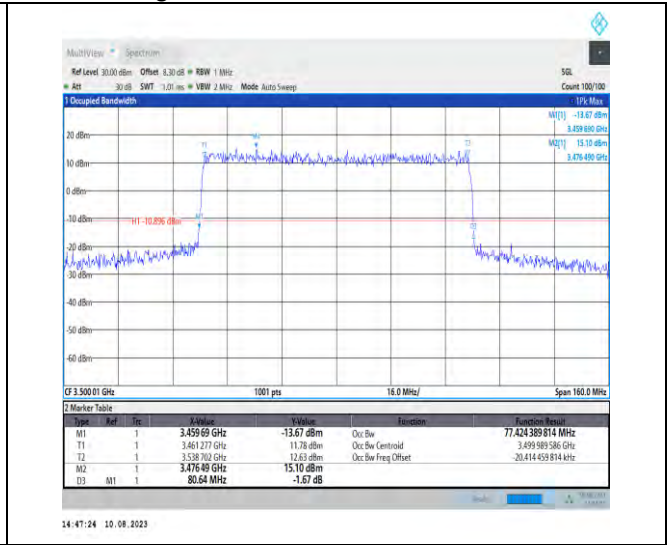 MultiView Spectrum
Ref Level 30.00 dBm Offset 8.30 dB RBW 1 MHz SGL
Att 30 dB SWT 1.01 ms VBW 2 MHz Mode Auto Sweep Count 100/100
1 Occupied Bandwidth 1Pk Max
M1[1] -13.67 dBm
3.459 690 GHz
20 dBm
M2[1] 15.10 dBm
3.476 490 GHz
10 dBm
0 dBm
-10 dBm
H1 -10.896 dBm
-20 dBm
-30 dBm
-40 dBm
-50 dBm
-60 dBm
CF 3.500 01 GHz 1001 pts 16.0 MHz/ Span 160.0 MHz
2 Marker Table
Type Ref Trc X-Value Y-Value Function Function Result
M1 1 3.459 69 GHz -13.67 dBm Occ Bw 77.424 389 814 MHz
T1 1 3.461 277 GHz 11.78 dBm Occ Bw Centroid 3.499 989 586 GHz
T2 1 3.538 702 GHz 12.63 dBm Occ Bw Freq Offset -20.414 459 814 kHz
M2 1 3.476 49 GHz 15.10 dBm
D3 M1 1 80.64 MHz -1.67 dB
14:47:24 10.08.2023